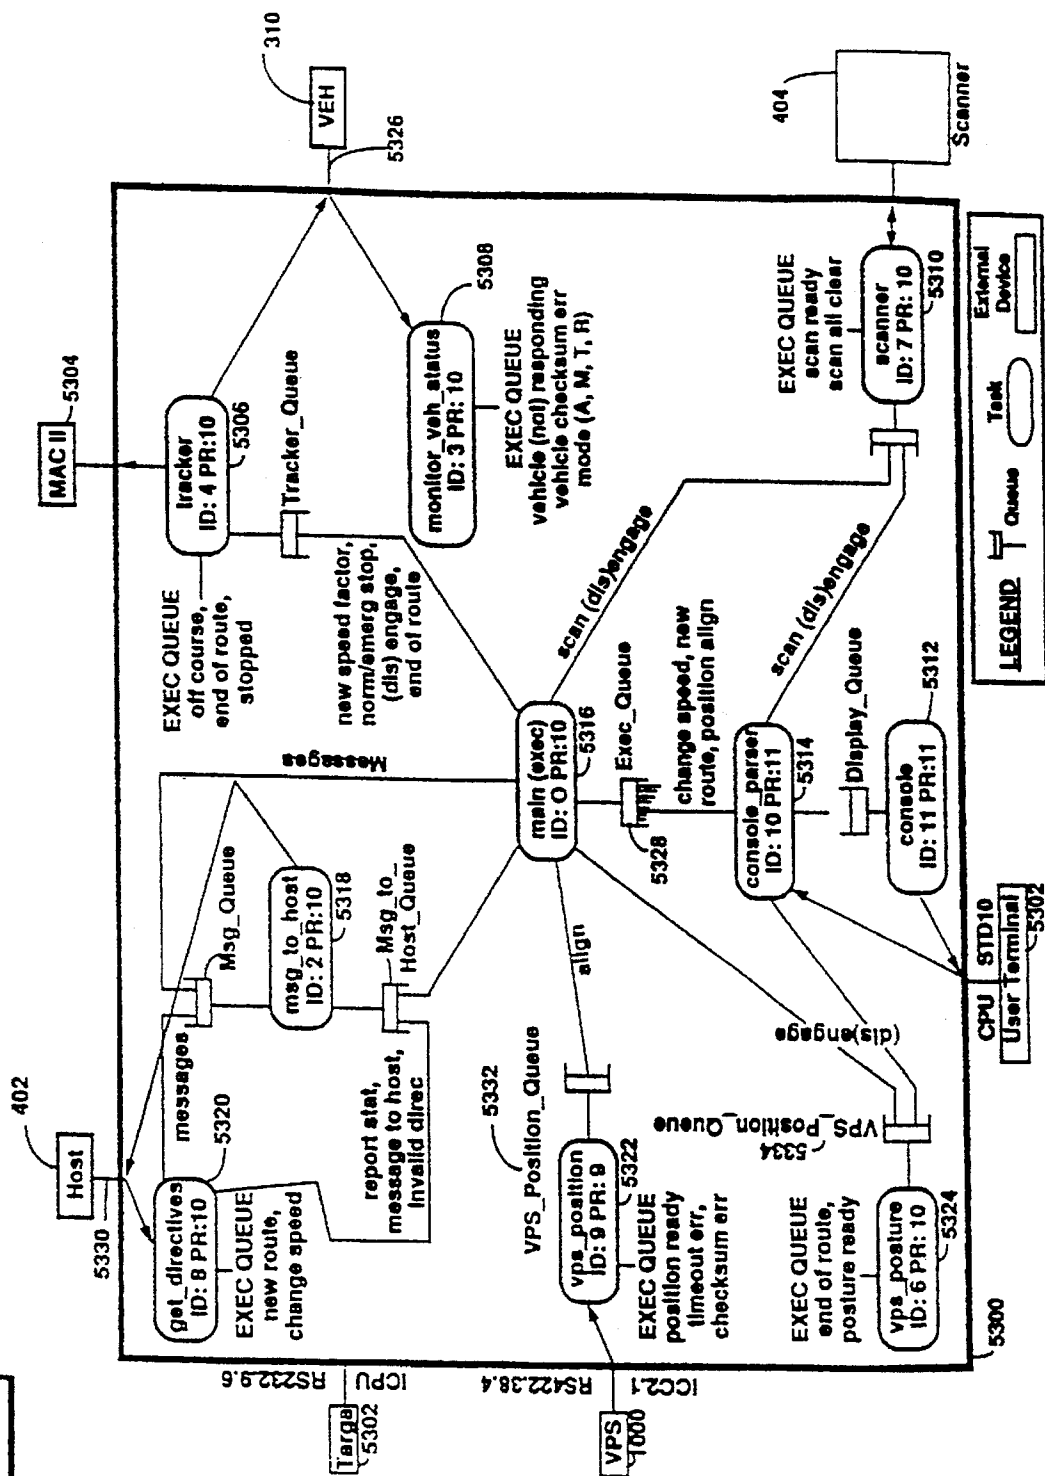 402
Host
5330
get_directives
ID: 8 PR:10
5320
EXEC QUEUE
new route,
change speed
messages
Msg_Queue
msg_to_host
ID: 2 PR:10
5318
Msg_to_
Host_Queue
report stat,
message to host,
invalid direc
Messages
MAC II
5304
tracker
ID: 4 PR:10
5306
EXEC QUEUE
off course,
end of route,
stopped
Tracker_Queue
new speed factor,
norm/emerg stop,
(dis) engage,
end of route
310
VEH
5326
monitor_veh_status
ID: 3 PR: 10
5308
EXEC QUEUE
vehicle (not) responding
vehicle checksum err
mode (A, M, T, R)
RS232.9.6
ICPU
Targa
5302
RS422.38.4
ICC2.1
VPS
1000
VPS_Position_Queue
5332
vps_position
ID: 9 PR: 9
5322
EXEC QUEUE
position ready
timeout err,
checksum err
align
main (exec)
ID: O PR:10
5316
Exec_Queue
5328
change speed, new
route, position align
scan (dis)engage
scan (dis)engage
404
Scanner
EXEC QUEUE
scan ready
scan all clear
scanner
ID: 7 PR: 10
5310
console_parser
ID: 10 PR:11
5314
Display_Queue
console
ID: 11 PR:11
5312
(dis)engage
VPS_Position_Queue
5334
EXEC QUEUE
end of route,
posture ready
vps_posture
ID: 6 PR: 10
5324
5300
CPU STD10
User Terminal
5302
LEGEND
Queue
Task
External
Device